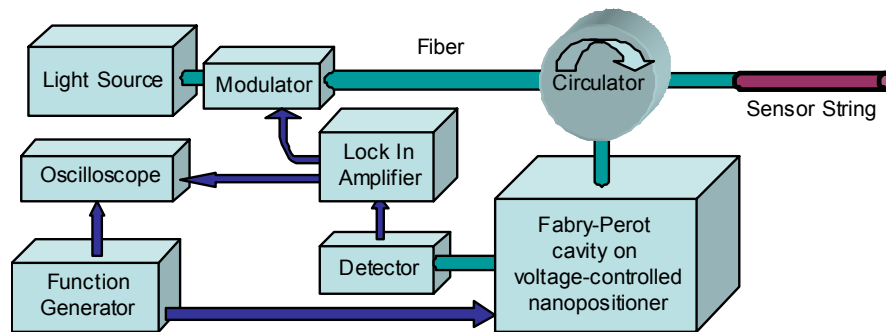 Fiber
Light Source
Modulator
Circulator
Sensor String
Lock In
Amplifier
Oscilloscope
Fabry-Perot
cavity on
voltage-controlled
nanopositioner
Detector
Function
Generator